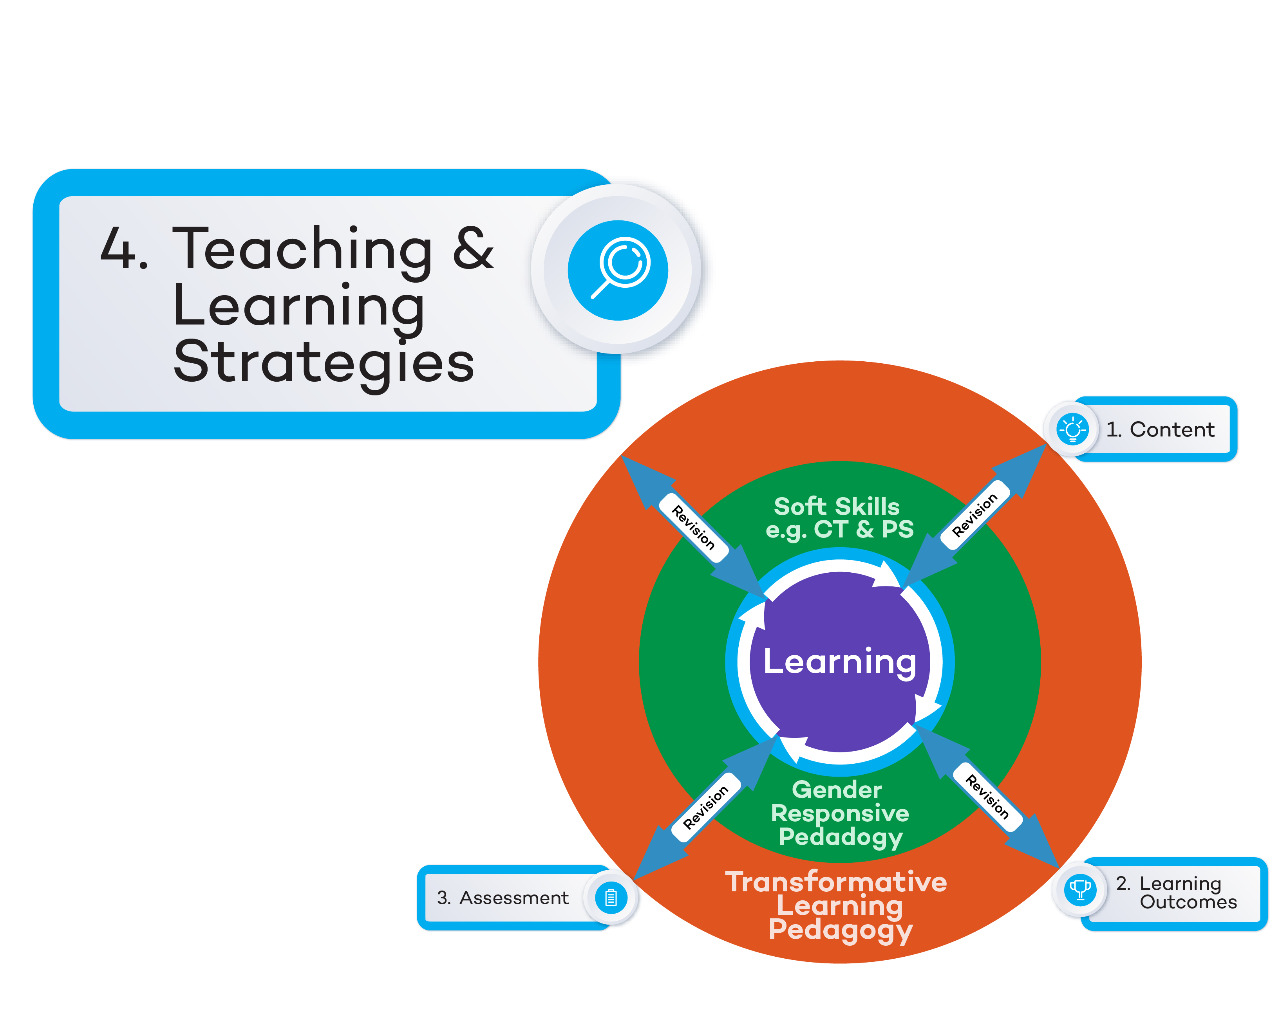 4. Teaching &
Learning
Strategies
1. Content
Revision
Revision
Soft Skills
e.g. CT & PS
Learning
Revision
Revision
Gender
Responsive
Pedadogy
Transformative
Learning
Pedagogy
3. Assessment
2. Learning
Outcomes